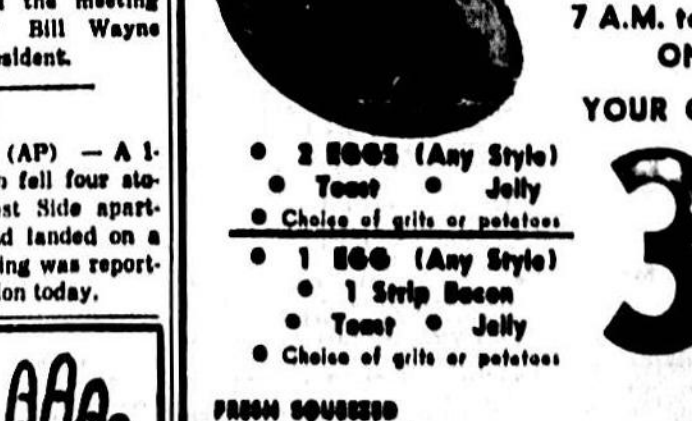 the meeting
Bill Wayne
sident.
(AP) — A 1-
fell four sto-
st Side apart-
d landed on a
ing was report-
ion today.
7 A.M. to
YOUR
• 2 EGGS (Any Style)
• Toast • Jelly
• Choice of grits or potatoes
• 1 EGG (Any Style)
• 1 Strip Bacon
• Toast • Jelly
• Choice of grits or potatoes
FRESH SQUEEZED
3